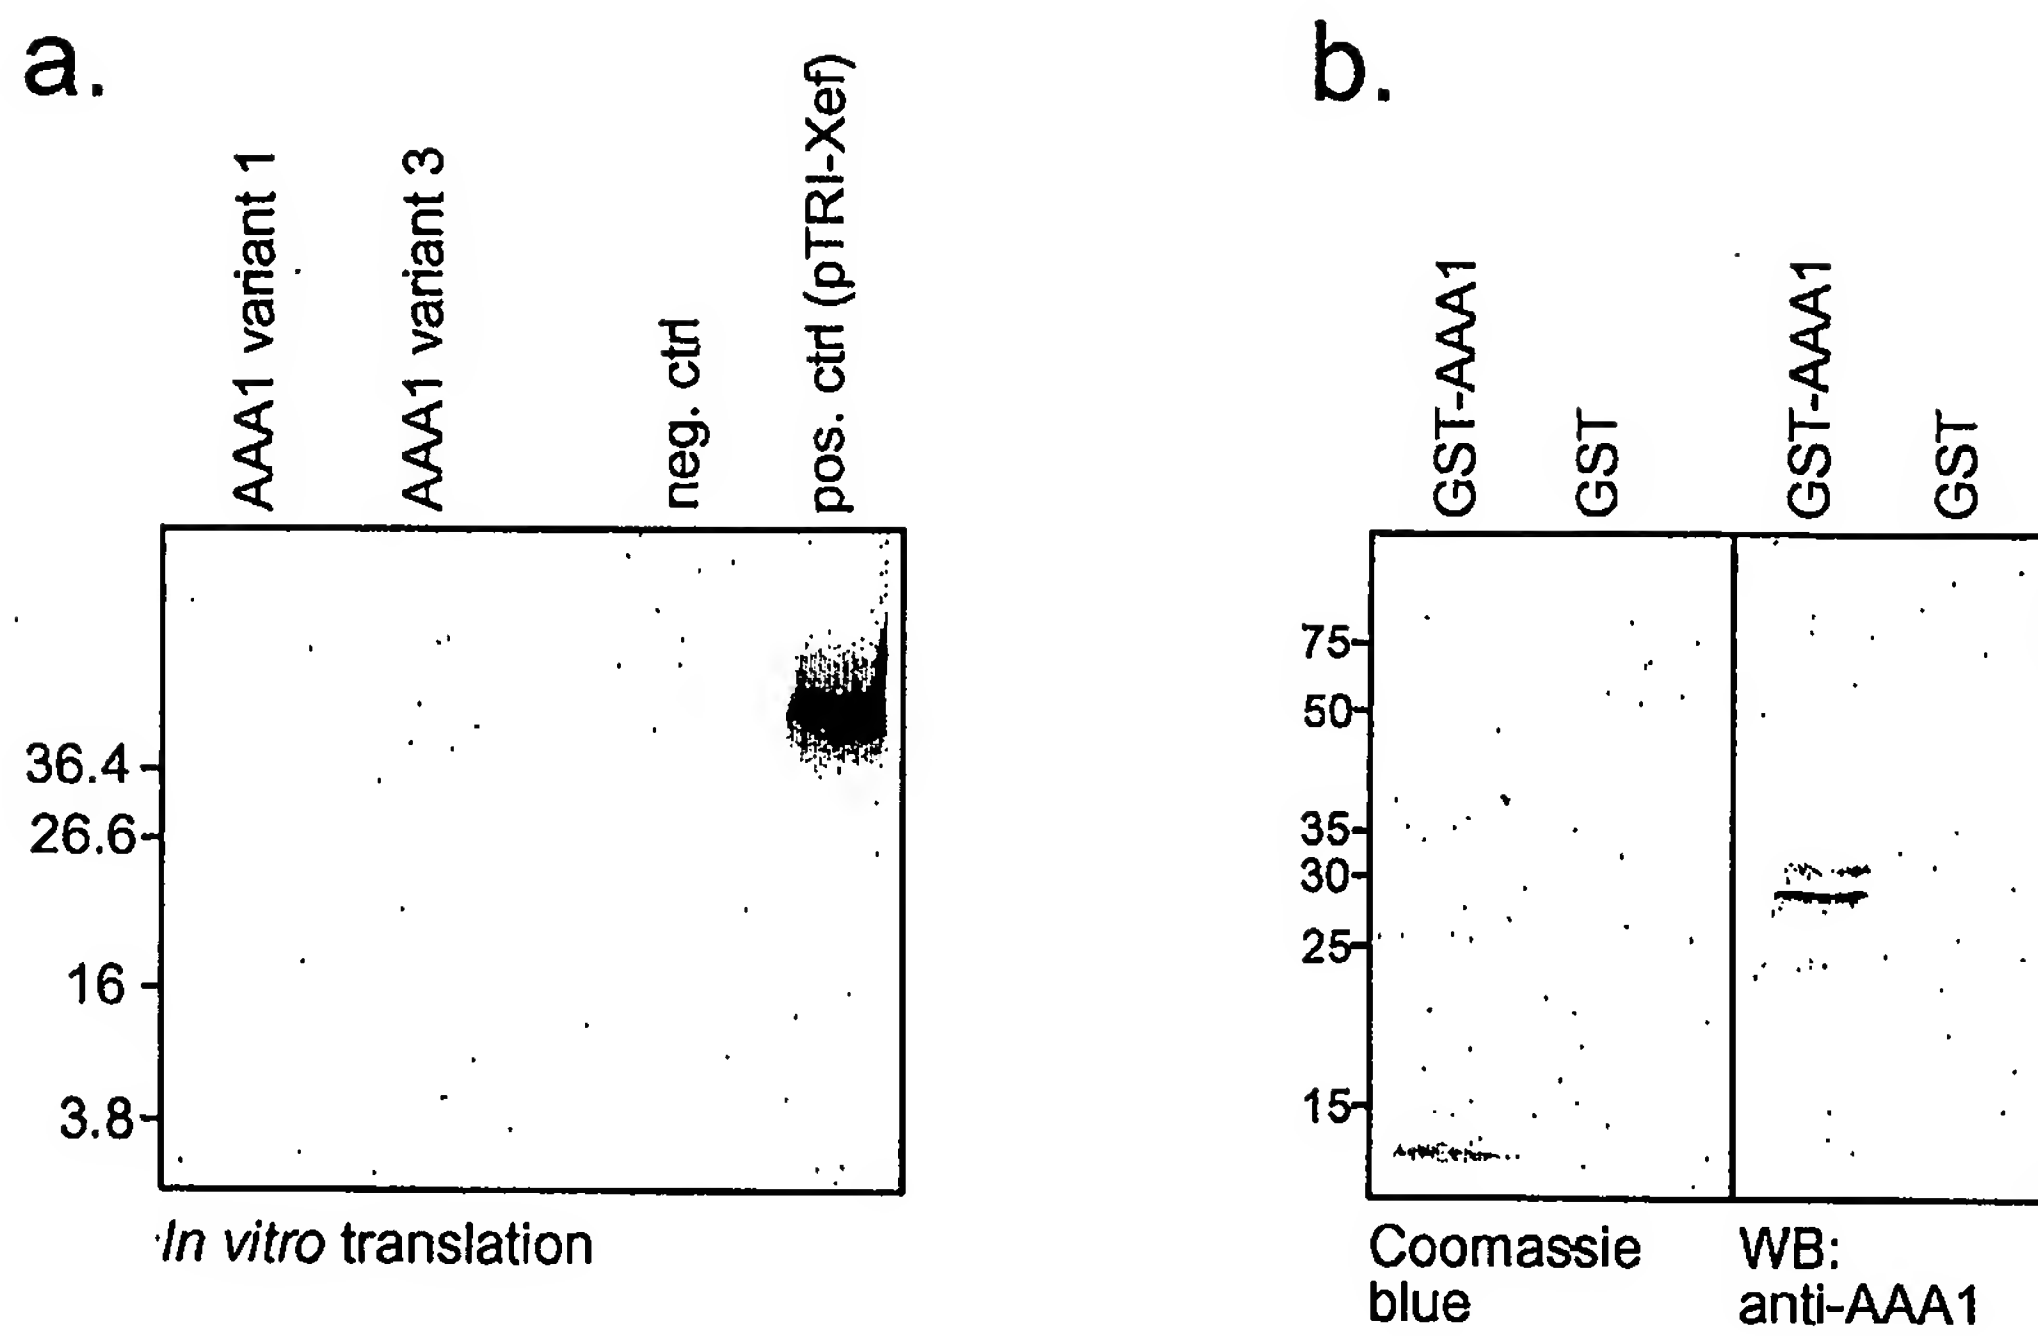 a.
AAA1 variant 1
AAA1 variant 3
neg. ctrl
pos. ctrl (pTRI-Xef)
36.4
26.6
16
3.8
In vitro translation
b.
GST-AAA1
GST
GST-AAA1
GST
75
50
35
30
25
15
Coomassie
blue
WB:
anti-AAA1